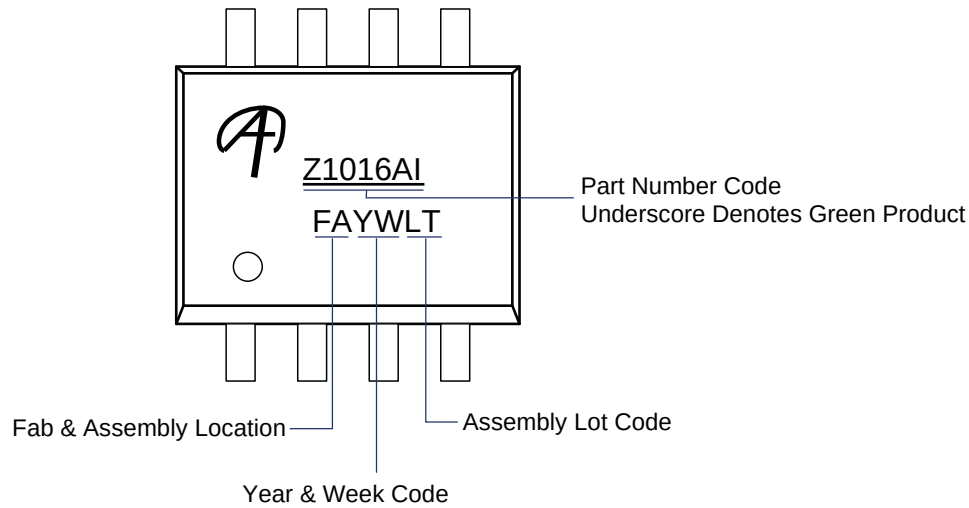 Z1016AI
Part Number Code
Underscore Denotes Green Product
FAYWLT
Fab & Assembly Location
Assembly Lot Code
Year & Week Code